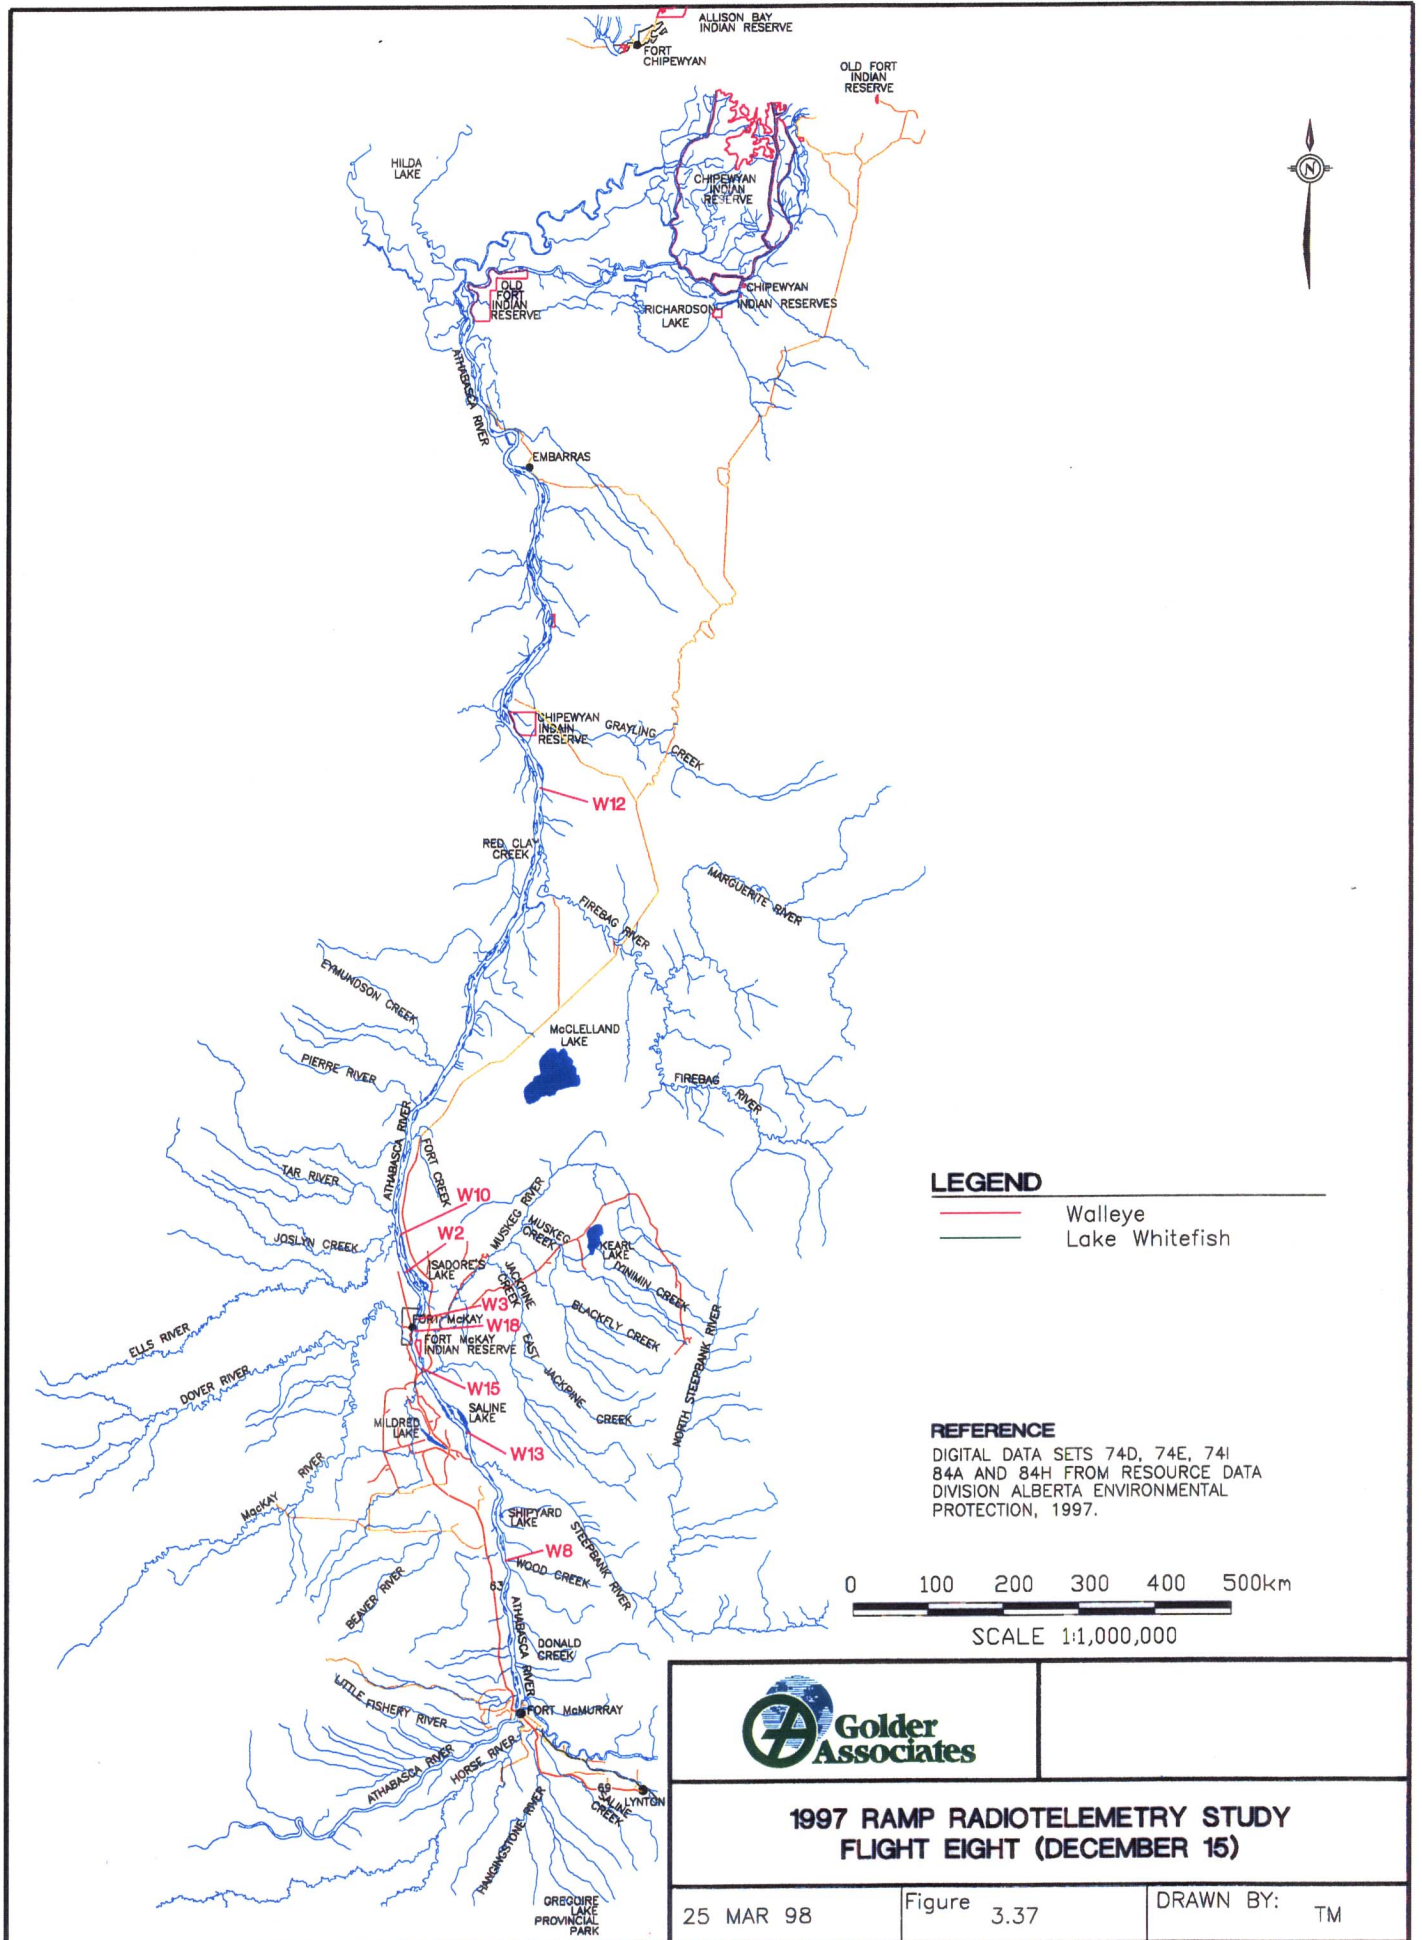 ALLISON BAY
INDIAN RESERVE
FORT
CHIPEWYAN
OLD FORT
INDIAN
RESERVE
HILDA
LAKE
N
CHIPEWYAN
INDIAN
RESERVE
OLD
FORT
INDIAN
RESERVE
CHIPEWYAN
INDIAN RESERVES
RICHARDSON
LAKE
ATHABASCA RIVER
EMBARRAS
CHIPEWYAN
INDAIN
RESERVE
GRAYLING
CREEK
W12
RED CLAY
CREEK
MARGUERITE RIVER
FIREBAG RIVER
EYMUNDSON CREEK
McCLELLAND
LAKE
PIERRE RIVER
FIREBAG
RIVER
ATHABASCA RIVER
FORT CREEK
TAR RIVER
W10
MUSKEG RIVER
MUSKEG
CREEK
W2
JOSLYN CREEK
KEARL
LAKE
ISADORE'S
LAKE
JACKPINE
CREEK
IYINIMIN CREEK
W3
BLACKFLY CREEK
FORT McKAY
W18
FORT McKAY
INDIAN RESERVE
EAST
JACKPINE
CREEK
NORTH STEEPBANK RIVER
ELLS RIVER
DOVER RIVER
W15
SALINE
LAKE
MILDRED
LAKE
W13
MacKAY
RIVER
SHIPYARD
LAKE
STEEPBANK RIVER
W8
WOOD CREEK
63
BEAVER RIVER
ATHABASCA RIVER
DONALD
CREEK
LITTLE FISHERY RIVER
FORT McMURRAY
ATHABASCA RIVER
HORSE RIVER
HANGINGSTONE RIVER
69
SALINE
CREEK
LYNTON
GREGOIRE
LAKE
PROVINCIAL
PARK
LEGEND
Walleye
Lake Whitefish
REFERENCE
DIGITAL DATA SETS 74D, 74E, 74I
84A AND 84H FROM RESOURCE DATA
DIVISION ALBERTA ENVIRONMENTAL
PROTECTION, 1997.
0 100 200 300 400 500km
SCALE 1:1,000,000
Golder
Associates
1997 RAMP RADIOTELEMETRY STUDY
FLIGHT EIGHT (DECEMBER 15)
25 MAR 98
Figure 3.37
DRAWN BY: TM